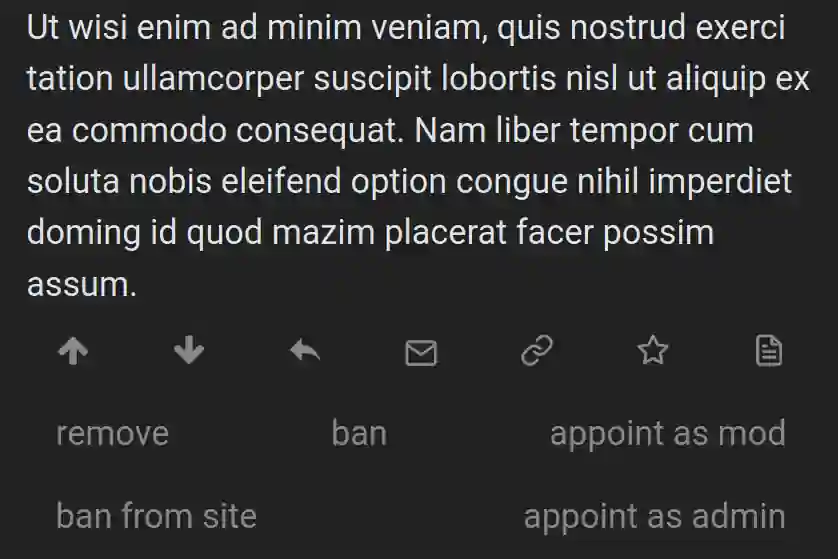 Ut wisi enim ad minim veniam, quis nostrud exerci
tation ullamcorper suscipit lobortis nisl ut aliquip ex
ea commodo consequat. Nam liber tempor cum
soluta nobis eleifend option congue nihil imperdiet
doming id quod mazim placerat facer possim
assum.
remove ban appoint as mod
ban from site appoint as admin